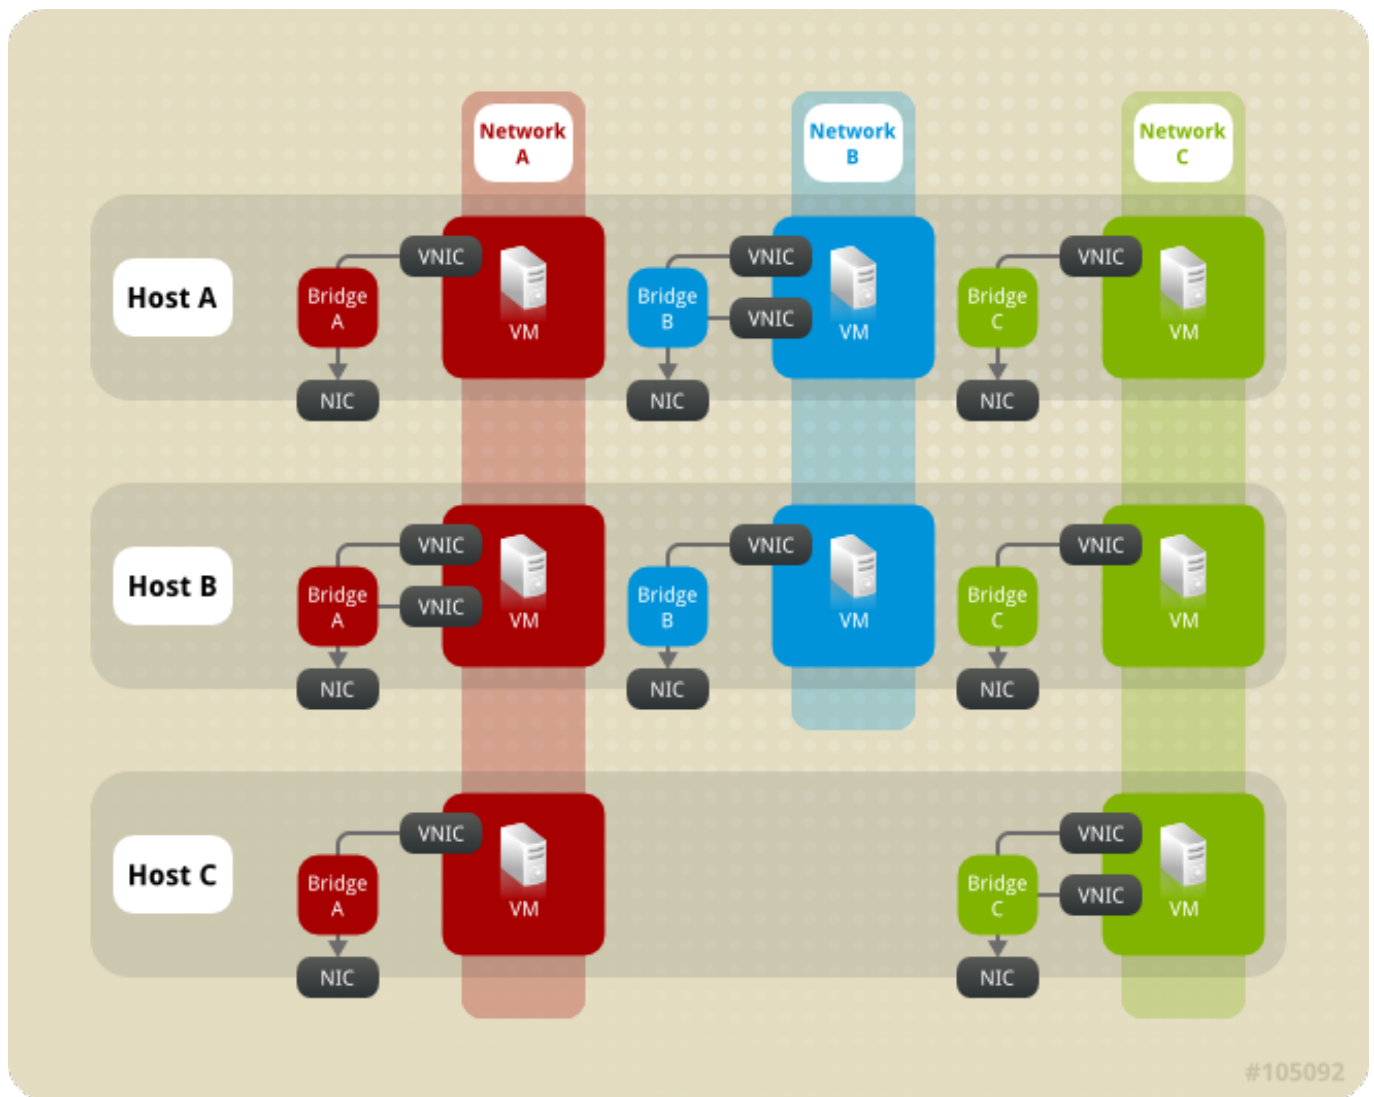 Network
A
Network
B
Network
C
Host A
Bridge
A
VNIC
VM
NIC
Bridge
B
VNIC
VNIC
VM
NIC
Bridge
C
VNIC
VM
NIC
Host B
Bridge
A
VNIC
VNIC
VM
NIC
Bridge
B
VNIC
VM
NIC
Bridge
C
VNIC
VM
NIC
Host C
Bridge
A
VNIC
VM
NIC
Bridge
C
VNIC
VNIC
VM
NIC
#105092